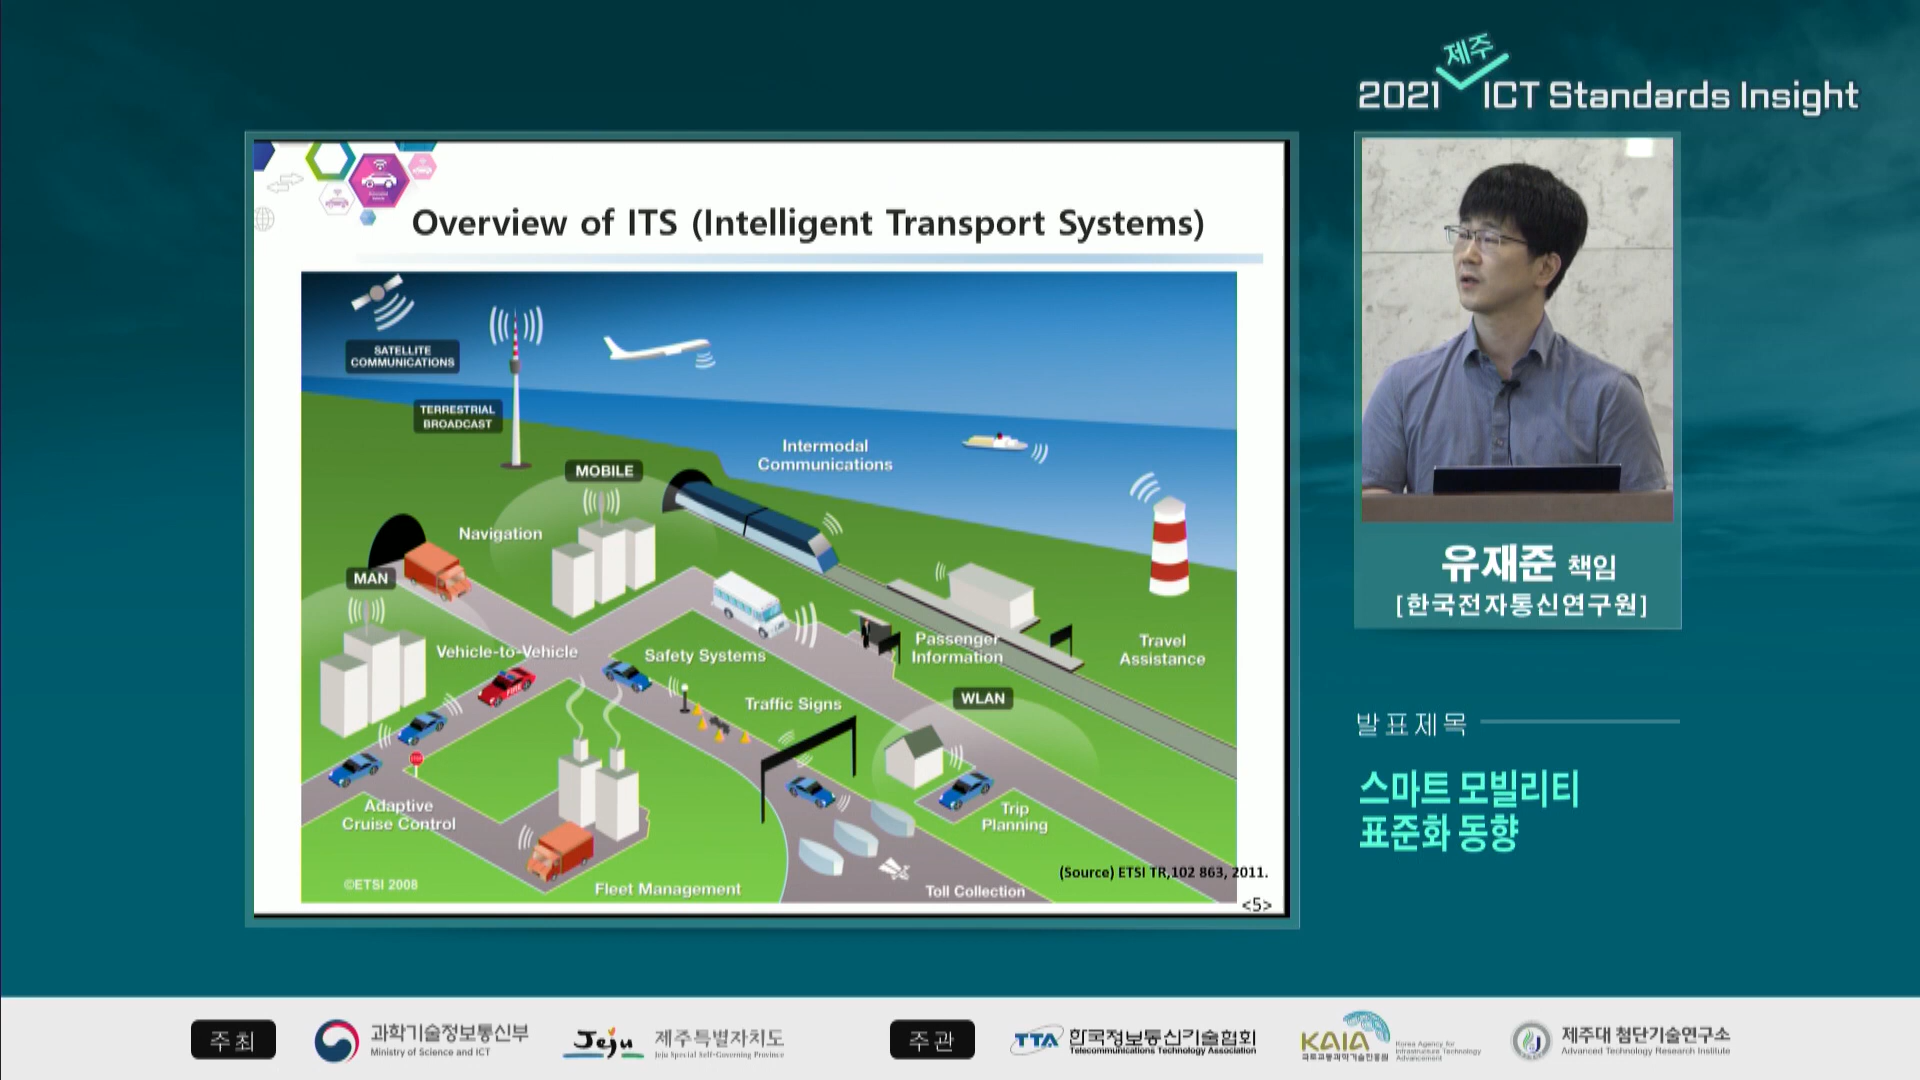 제주
2021 ICT Standards Insight
Overview of ITS (Intelligent Transport Systems)
SATELLITE
COMMUNICATIONS
TERRESTRIAL
BROADCAST
MOBILE
Intermodal
Communications
Navigation
MAN
Vehicle-to-Vehicle
Safety Systems
Passenger
Information
Travel
Assistance
Traffic Signs
WLAN
FIRE
STOP
Adaptive
Cruise Control
Trip
Planning
©ETSI 2008
Fleet Management
Toll Collection
(Source) ETSI TR,102 863, 2011.
<5>
유재준 책임
[한국전자통신연구원]
발표제목
스마트 모빌리티
표준화 동향
주최
과학기술정보통신부
Ministry of Science and ICT
Jeju
제주특별자치도
Jeju Special Self-Governing Province
주관
TTA
한국정보통신기술협회
Telecommunications Technology Association
KAIA
국토교통과학기술진흥원
Korea Agency for
Infrastructure Technology
Advancement
제주대 첨단기술연구소
Advanced Technology Research Institute